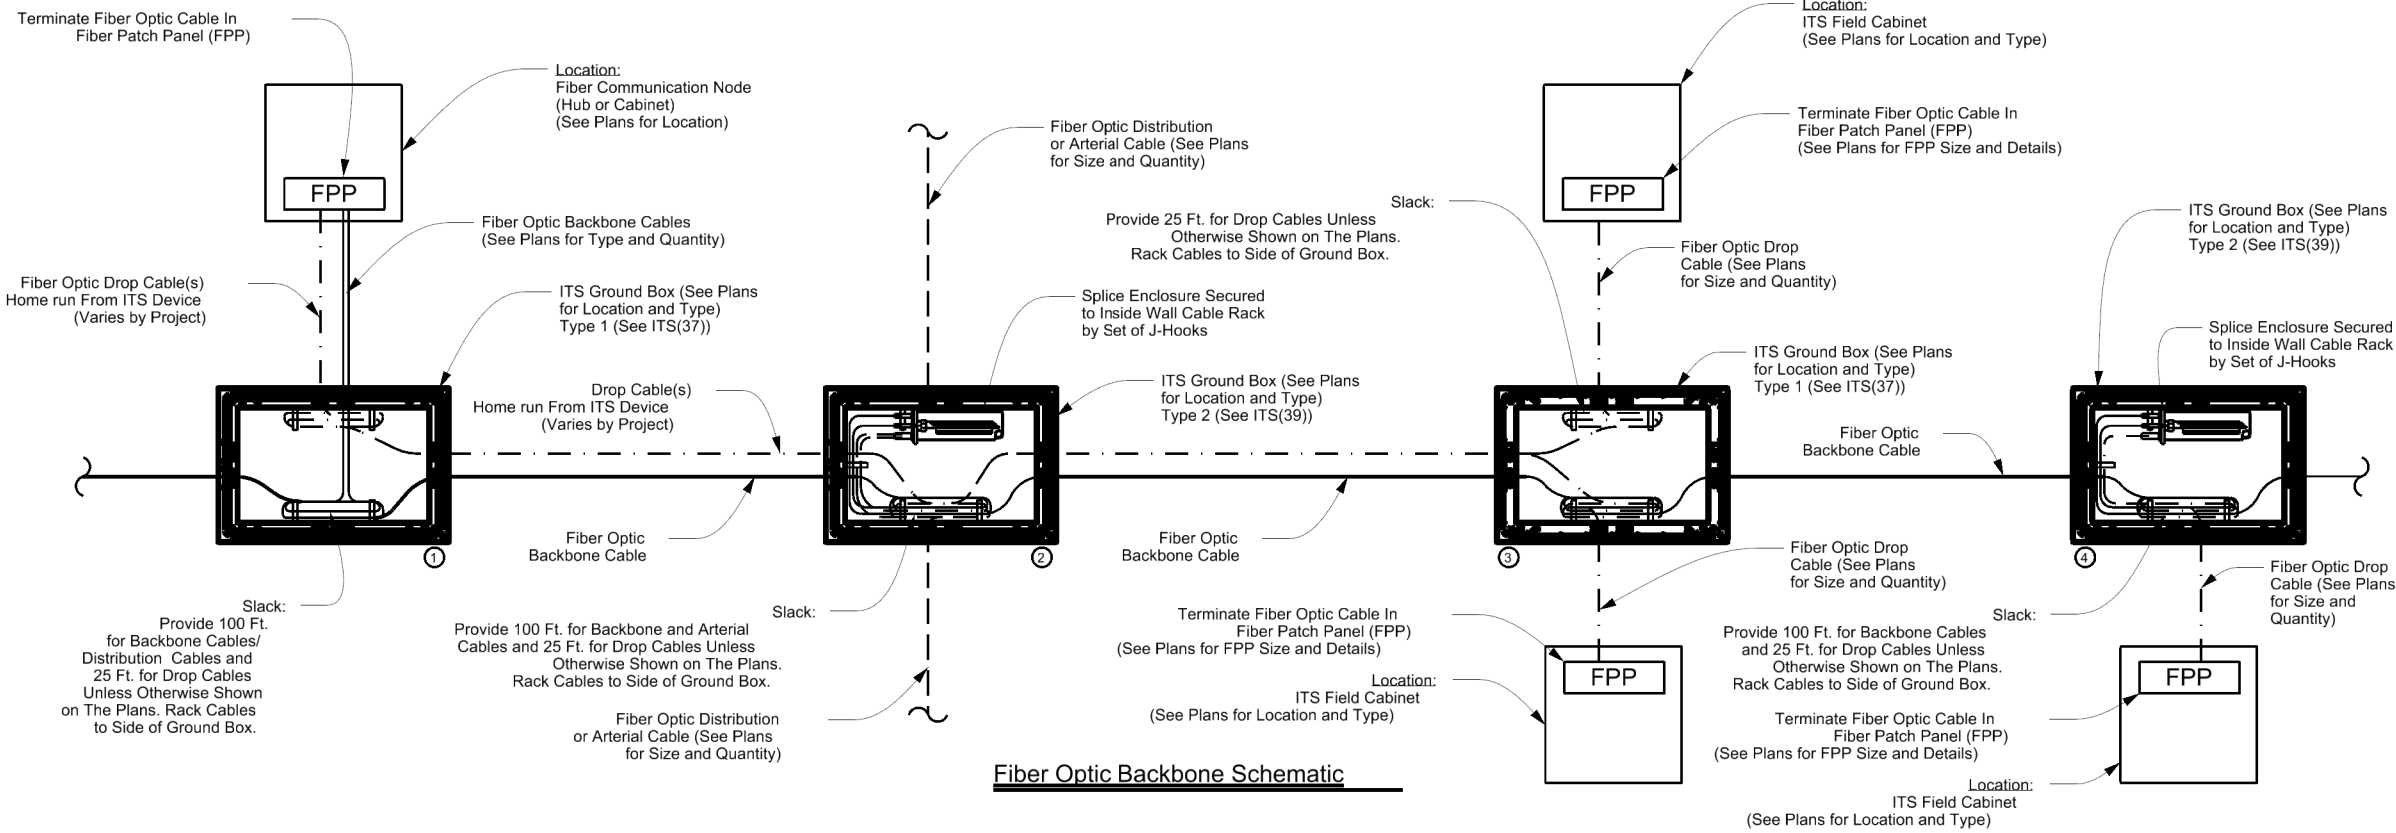 Terminate Fiber Optic Cable In
Fiber Patch Panel (FPP)
Location:
Fiber Communication Node
(Hub or Cabinet)
(See Plans for Location)
FPP
Fiber Optic Backbone Cables
(See Plans for Type and Quantity)
Fiber Optic Drop Cable(s)
Home run From ITS Device
(Varies by Project)
ITS Ground Box (See Plans
for Location and Type)
Type 1 (See ITS(37))
1
Slack:
Provide 100 Ft.
for Backbone Cables/
Distribution Cables and
25 Ft. for Drop Cables
Unless Otherwise Shown
on The Plans. Rack Cables
to Side of Ground Box.
Drop Cable(s)
Home run From ITS Device
(Varies by Project)
Fiber Optic
Backbone Cable
Fiber Optic Distribution
or Arterial Cable (See Plans
for Size and Quantity)
Splice Enclosure Secured
to Inside Wall Cable Rack
by Set of J-Hooks
ITS Ground Box (See Plans
for Location and Type)
Type 2 (See ITS(39))
2
Slack:
Provide 100 Ft. for Backbone and Arterial
Cables and 25 Ft. for Drop Cables Unless
Otherwise Shown on The Plans.
Rack Cables to Side of Ground Box.
Fiber Optic Distribution
or Arterial Cable (See Plans
for Size and Quantity)
Fiber Optic
Backbone Cable
Location:
ITS Field Cabinet
(See Plans for Location and Type)
Terminate Fiber Optic Cable In
Fiber Patch Panel (FPP)
(See Plans for FPP Size and Details)
FPP
Slack:
Provide 25 Ft. for Drop Cables Unless
Otherwise Shown on The Plans.
Rack Cables to Side of Ground Box.
Fiber Optic Drop
Cable (See Plans
for Size and Quantity)
ITS Ground Box (See Plans
for Location and Type)
Type 1 (See ITS(37))
3
Fiber Optic Drop
Cable (See Plans
for Size and Quantity)
Terminate Fiber Optic Cable In
Fiber Patch Panel (FPP)
(See Plans for FPP Size and Details)
FPP
Location:
ITS Field Cabinet
(See Plans for Location and Type)
Fiber Optic
Backbone Cable
ITS Ground Box (See Plans
for Location and Type)
Type 2 (See ITS(39))
Splice Enclosure Secured
to Inside Wall Cable Rack
by Set of J-Hooks
4
Fiber Optic Drop
Cable (See Plans
for Size and
Quantity)
Slack:
Provide 100 Ft. for Backbone Cables
and 25 Ft. for Drop Cables Unless
Otherwise Shown on The Plans.
Rack Cables to Side of Ground Box.
FPP
Terminate Fiber Optic Cable In
Fiber Patch Panel (FPP)
(See Plans for FPP Size and Details)
Location:
ITS Field Cabinet
(See Plans for Location and Type)
Fiber Optic Backbone Schematic